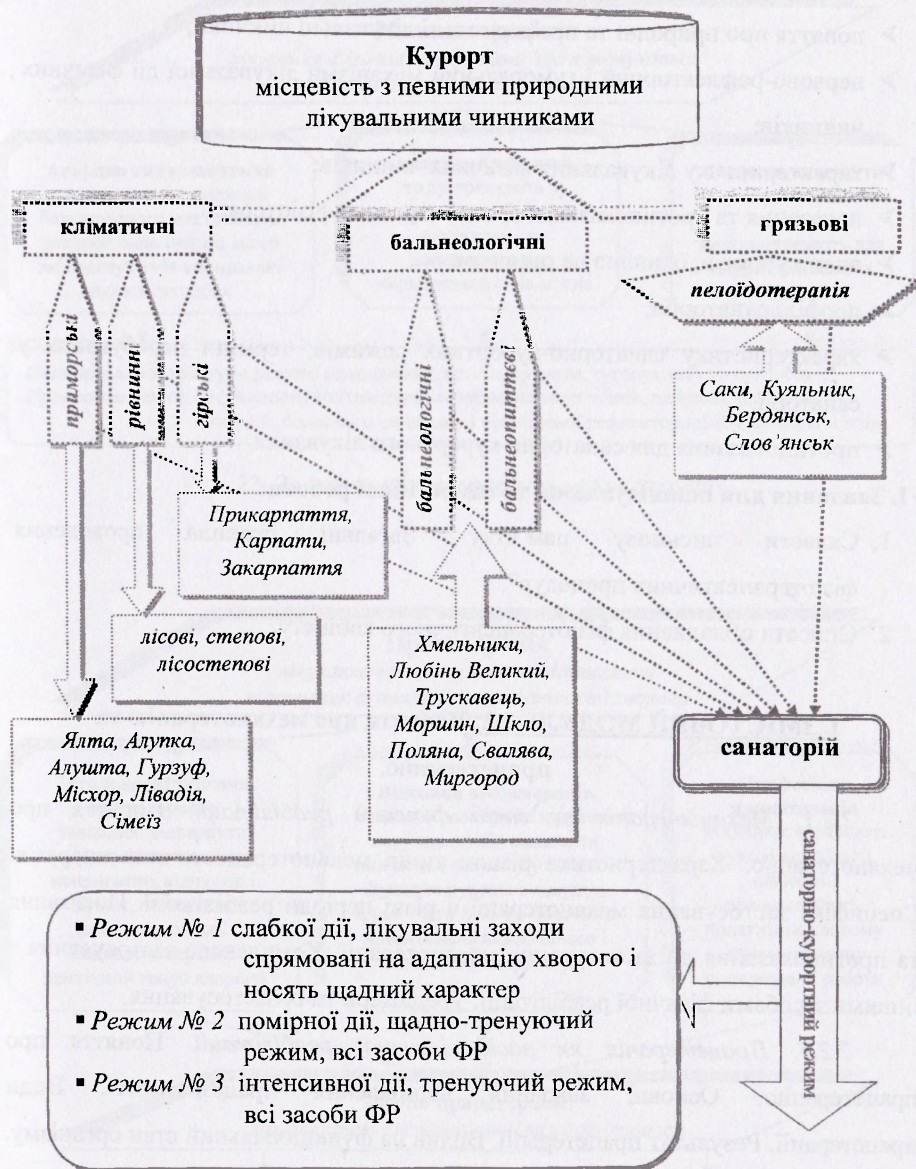 Курорт
місцевість з певними природними
лікувальними чинниками
кліматичні
бальнеологічні
грязьові
пелоїдотерапія
приморські
рівнинні
гірська
бальнеологічні
бальнеопиттєві
Саки, Куяльник,
Бердянськ
Слов'янськ
Прикарпаття,
Карпати,
Закарпаття
лісові, степові,
лісостепові
Хмельники,
Любінь Великий,
Трускавець,
Моршин, Шкло,
Поляна, Свалява,
Миргород
Ялта, Алупка,
Алушта, Гурзуф,
Місхор, Лівадія,
Сімеїз
санаторій
санаторно-курортний режим
▪ Режим № 1 слабкої дії, лікувальні заходи
спрямовані на адаптацію хворого
носять щадний характер
▪ Режим № 2 помірної дії, щадно-тренуючий
режим, всі засоби ФР
▪ Режим № 3 інтенсивної дії, тренуючий режим,
всі засоби ФР